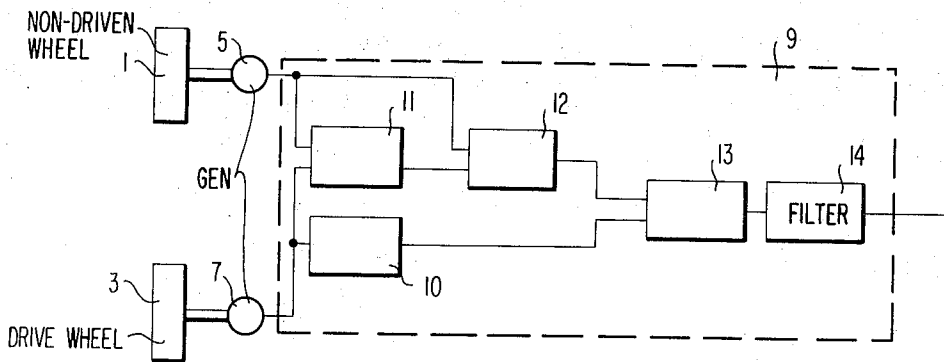 NON-DRIVEN
WHEEL
1
5
9
11
12
13
14
FILTER
GEN
10
3
7
DRIVE WHEEL